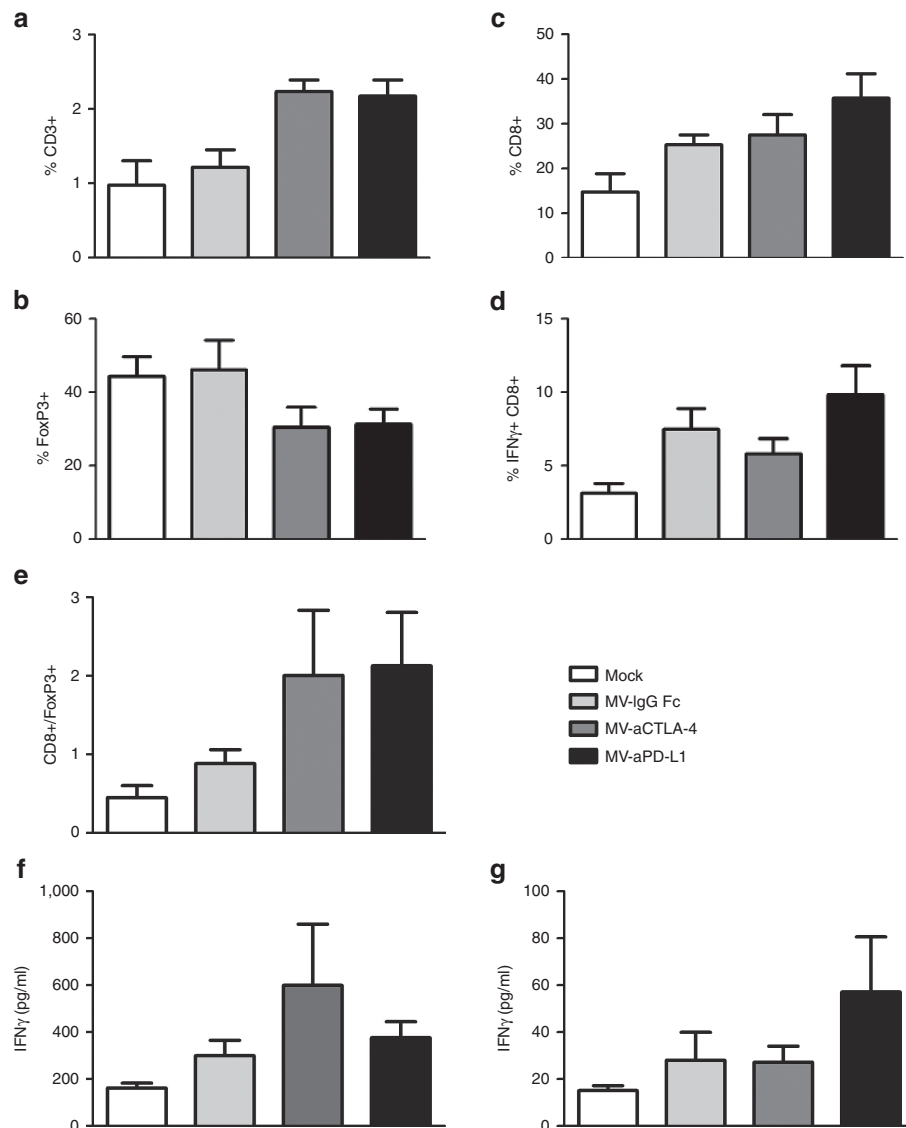 a
3
2
1
0
% CD3+
c
50
40
30
20
10
0
% CD8+
b
60
40
20
0
% FoxP3+
d
15
10
5
0
% IFNγ+ CD8+
e
3
2
1
0
CD8+/FoxP3+
Mock
MV-IgG Fc
MV-aCTLA-4
MV-aPD-L1
f
1,000
800
600
400
200
0
IFNγ (pg/ml)
g
100
80
60
40
20
0
IFNγ (pg/ml)